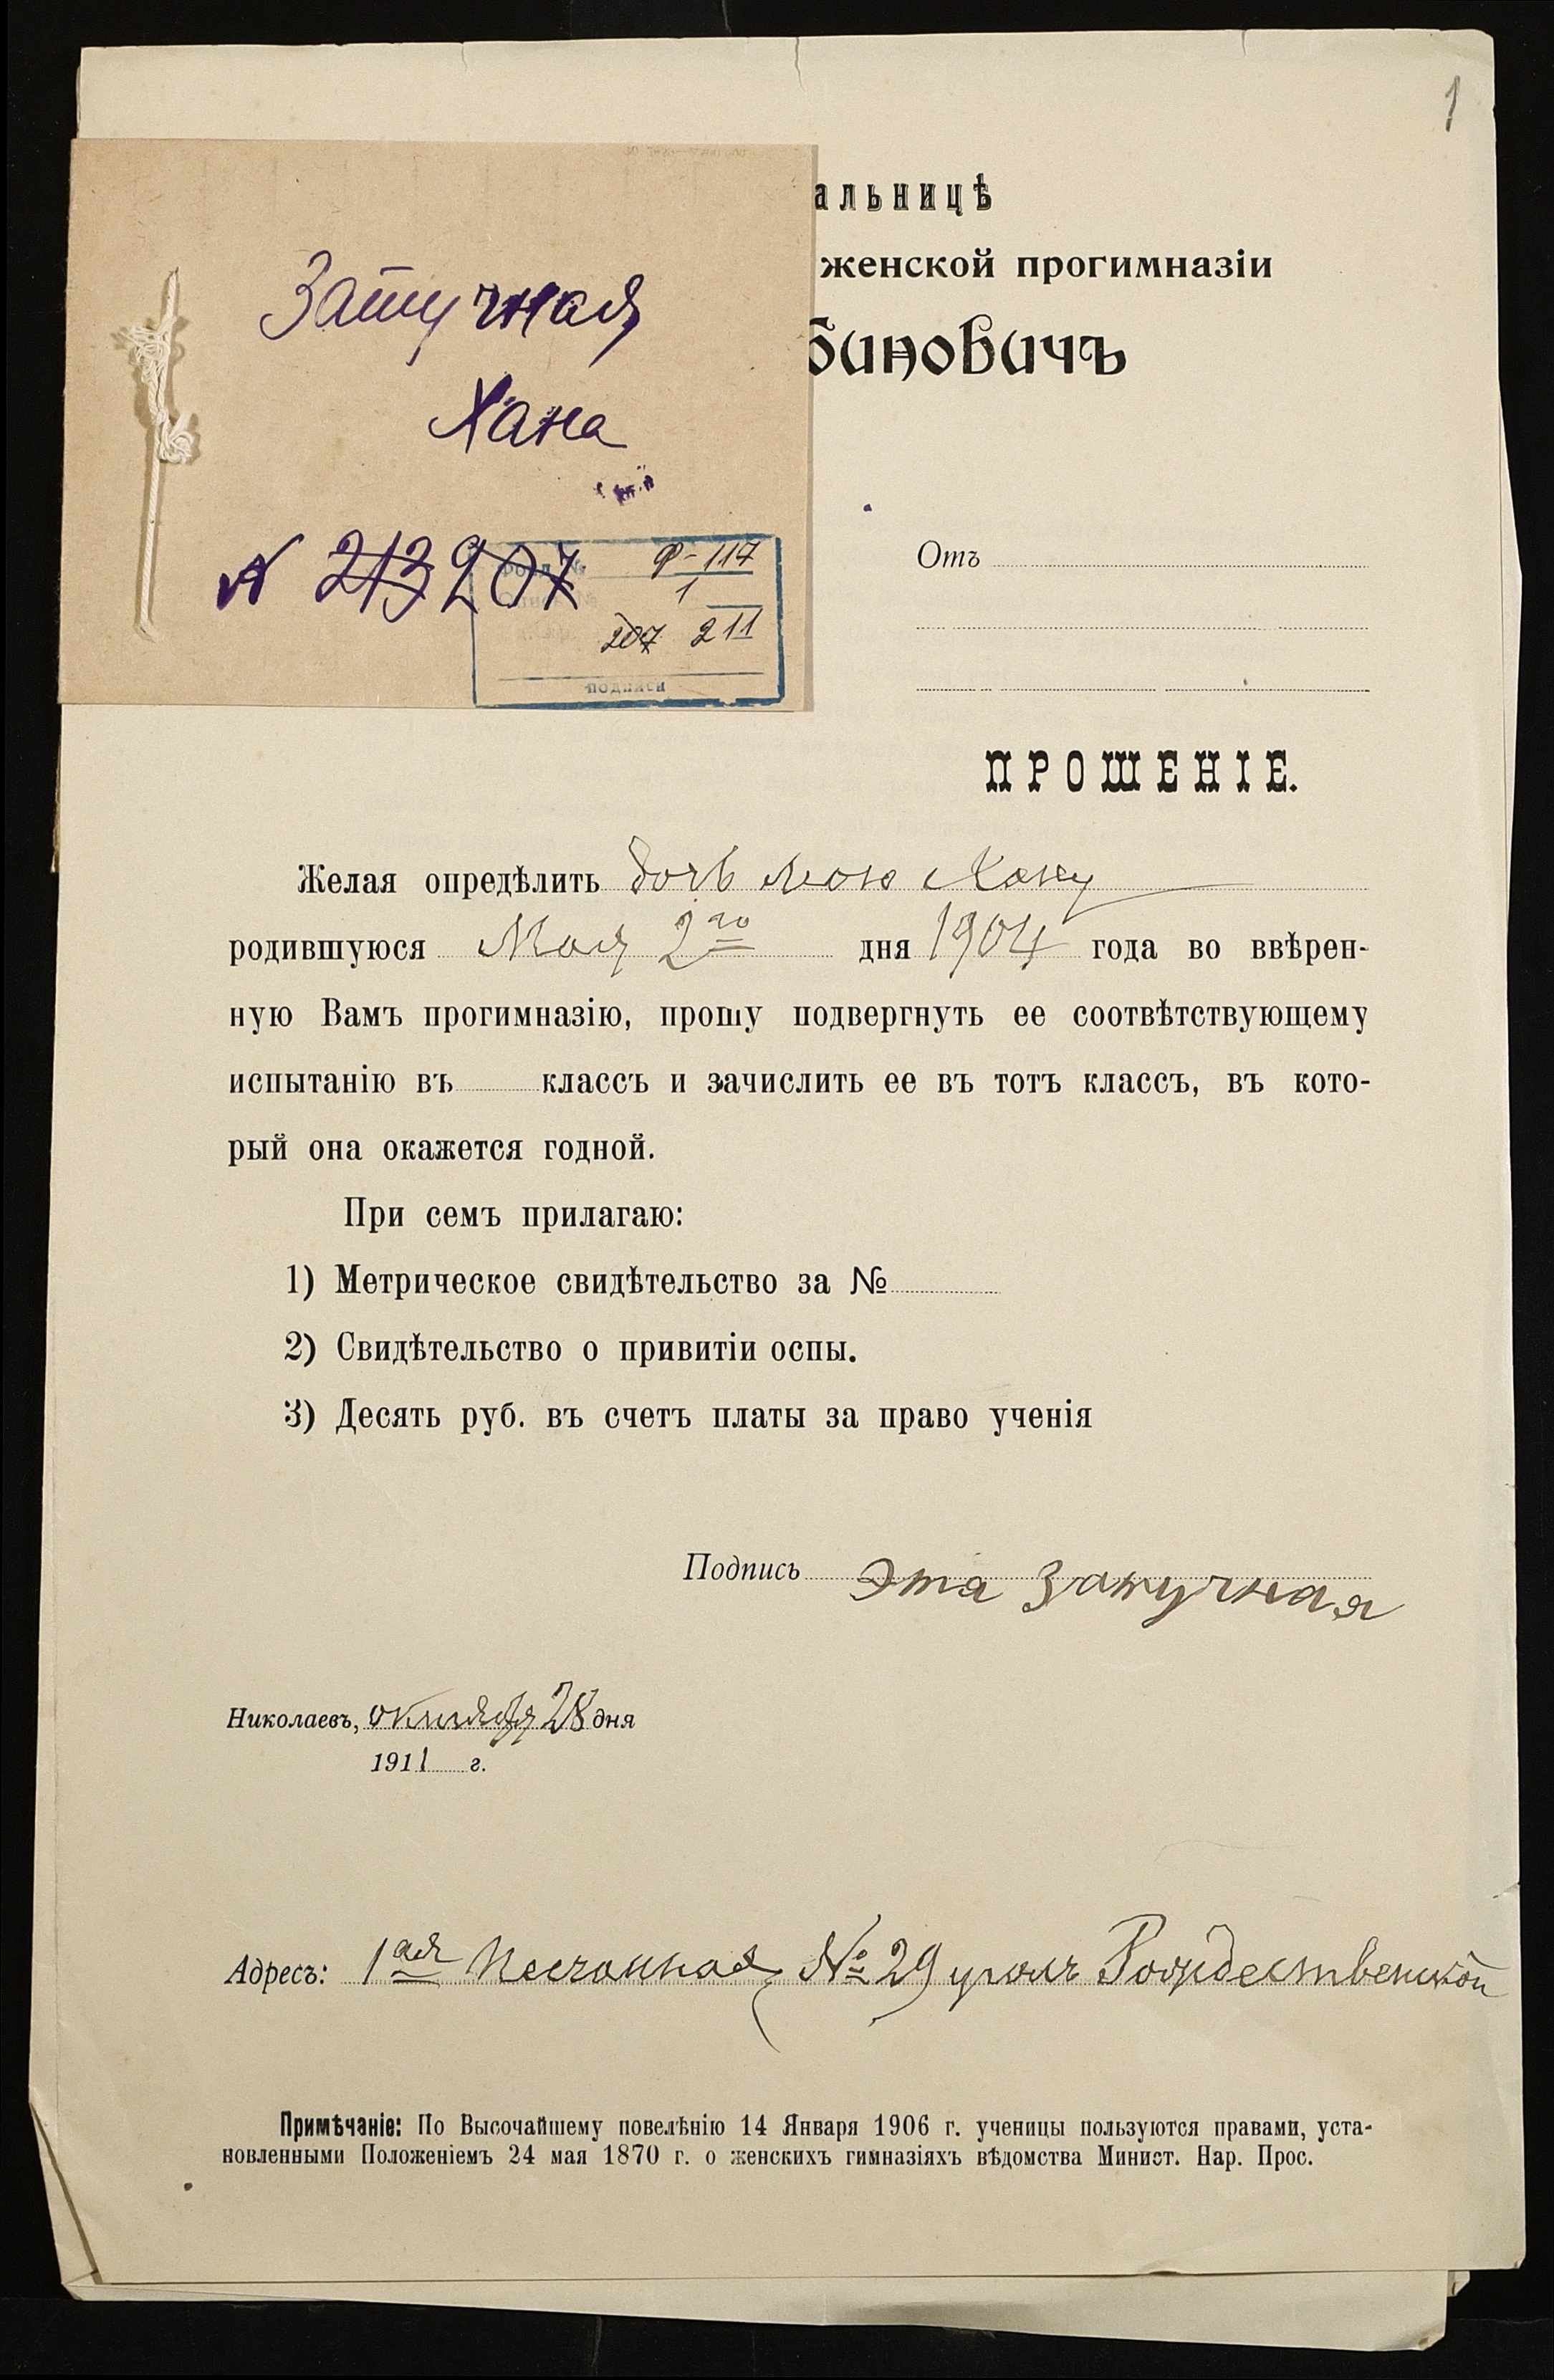 1
альницѣ
женской прогимназіи
биновичъ
Затучная
Хана
№ 213 207
Ф-117
1
207 211
подписи
Отъ
ПРОШЕНІЕ.
Желая опредѣлить дочь мою Хану
родившуюся Мая 2го дня 1904 года во ввѣрен-
ную Вамъ прогимназію, прошу подвергнуть ее соотвѣтствующему
испытанію въ классъ и зачислить ее въ тотъ классъ, въ кото-
рый она окажется годной.
При семъ прилагаю:
1) Метрическое свидѣтельство за №
2) Свидѣтельство о привитіи оспы.
3) Десять руб. въ счетъ платы за право ученія
Подпись Эта Затучная
Николаевъ, октября 28 дня
1911 г.
Адресъ: 1ая Песчанная № 29 уголъ Рождественской
Примѣчаніе: По Высочайшему повелѣнію 14 Января 1906 г. ученицы пользуются правами, уста-
новленными Положеніемъ 24 мая 1870 г. о женскихъ гимназіяхъ вѣдомства Минист. Нар. Прос.